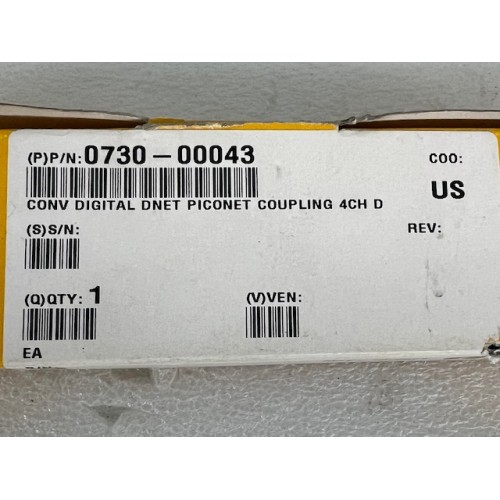 (P)P/N: 0730-00043 COO:
US
CONV DIGITAL DNET PICONET COUPLING 4CH D
(S)S/N: REV:
(Q)QTY: 1 (V)VEN:
EA